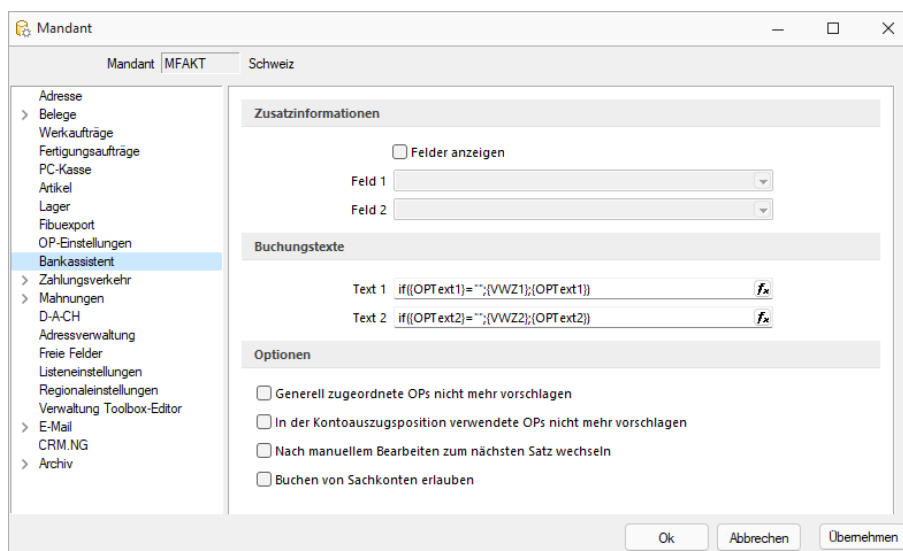 Mandant
Mandant MFAKT Schweiz
Adresse
Belege
Werkaufträge
Fertigungsaufträge
PC-Kasse
Artikel
Lager
Fibuexport
OP-Einstellungen
Bankassistent
Zahlungsverkehr
Mahnungen
D-A-CH
Adressverwaltung
Freie Felder
Listeneinstellungen
Regionaleinstellungen
Verwaltung Toolbox-Editor
E-Mail
CRM.NG
Archiv
Zusatzinformationen
Felder anzeigen
Feld 1
Feld 2
Buchungstexte
Text 1 if({OPText1}="";{VWZ1};{OPText1}) fx
Text 2 if({OPText2}="";{VWZ2};{OPText2}) fx
Optionen
Generell zugeordnete OPs nicht mehr vorschlagen
In der Kontoauszugsposition verwendete OPs nicht mehr vorschlagen
Nach manuellem Bearbeiten zum nächsten Satz wechseln
Buchen von Sachkonten erlauben
Ok Abbrechen Übernehmen